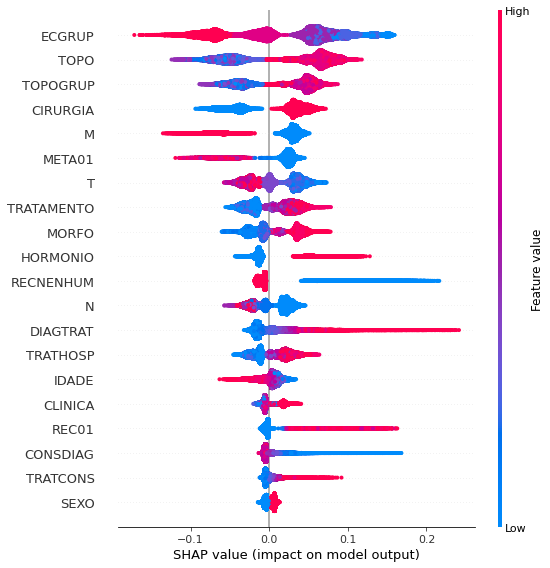 High
ECGRUP
TOPO
TOPOGRUP
CIRURGIA
M
META01
T
TRATAMENTO
MORFO
HORMONIO
RECNENHUM
N
DIAGTRAT
TRATHOSP
IDADE
CLINICA
REC01
CONSDIAG
TRATCONS
SEXO
Feature value
Low
−0.1 0.0 0.1 0.2
SHAP value (impact on model output)